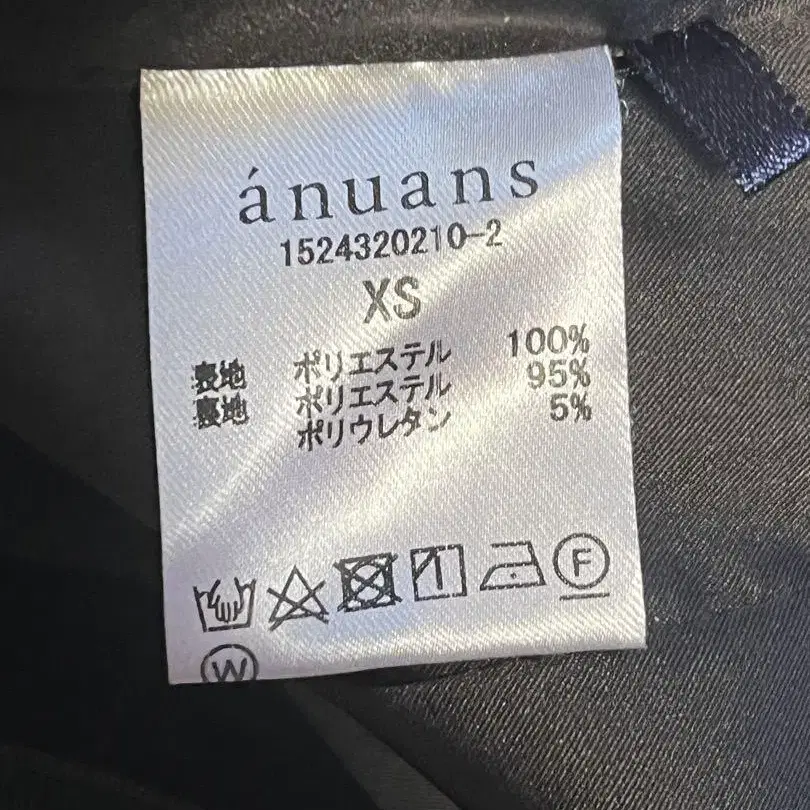 ánuans
1524320210-2
XS
表地 ポリエステル 100%
裏地 ポリエステル 95%
ポリウレタン 5%
F
W